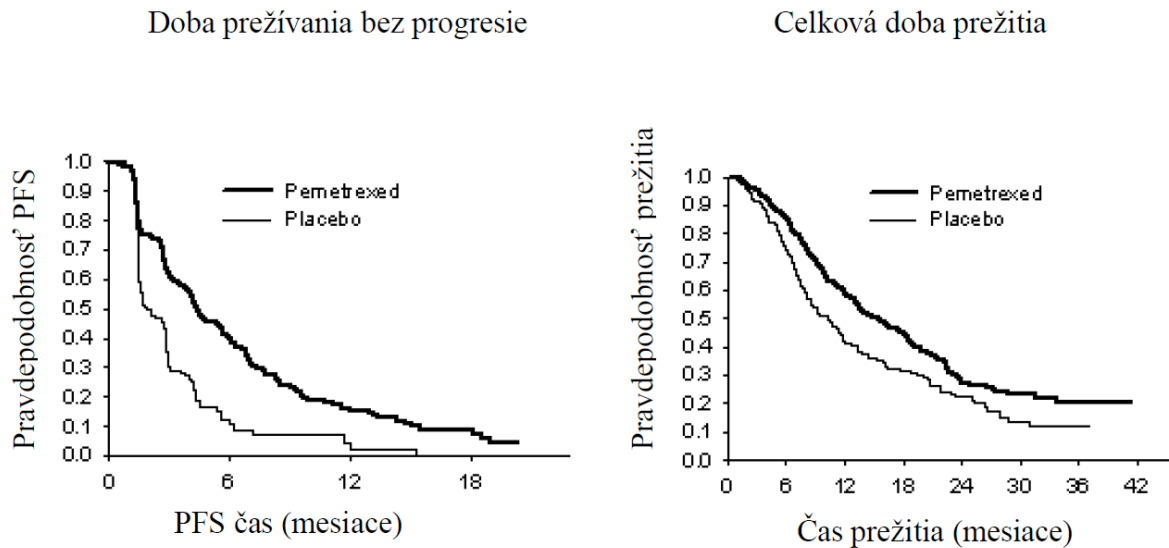 Doba prežívania bez progresie
Pravdepodobnosť PFS
1.0
0.9
0.8
0.7
0.6
0.5
0.4
0.3
0.2
0.1
0.0
Pemetrexed
Placebo
0 6 12 18
PFS čas (mesiace)
Celková doba prežitia
Pravdepodobnosť prežitia
1.0
0.9
0.8
0.7
0.6
0.5
0.4
0.3
0.2
0.1
0.0
Pemetrexed
Placebo
0 6 12 18 24 30 36 42
Čas prežitia (mesiace)